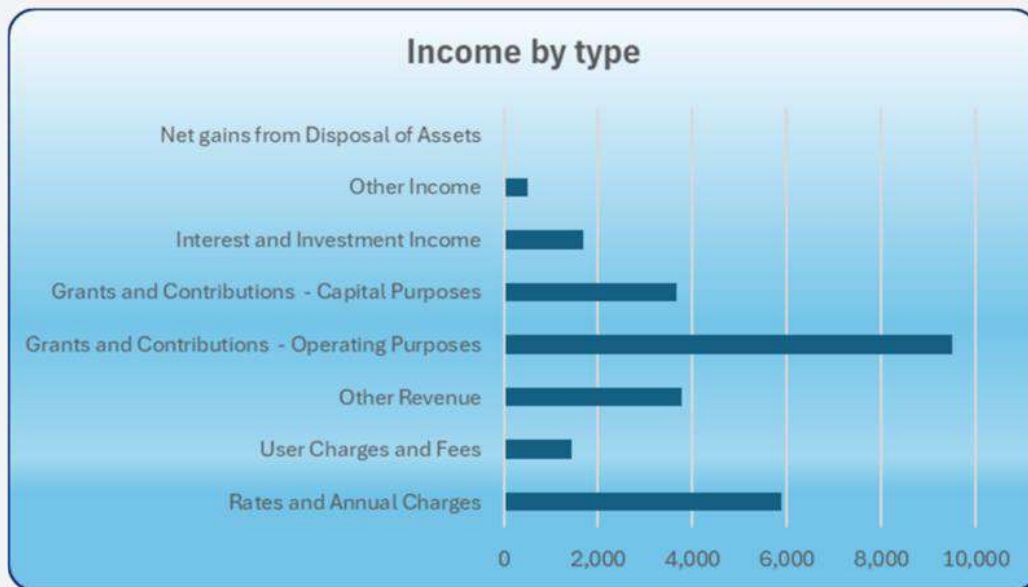 Income by type
Net gains from Disposal of Assets
Other Income
Interest and Investment Income
Grants and Contributions - Capital Purposes
Grants and Contributions - Operating Purposes
Other Revenue
User Charges and Fees
Rates and Annual Charges
0 2,000 4,000 6,000 8,000 10,000